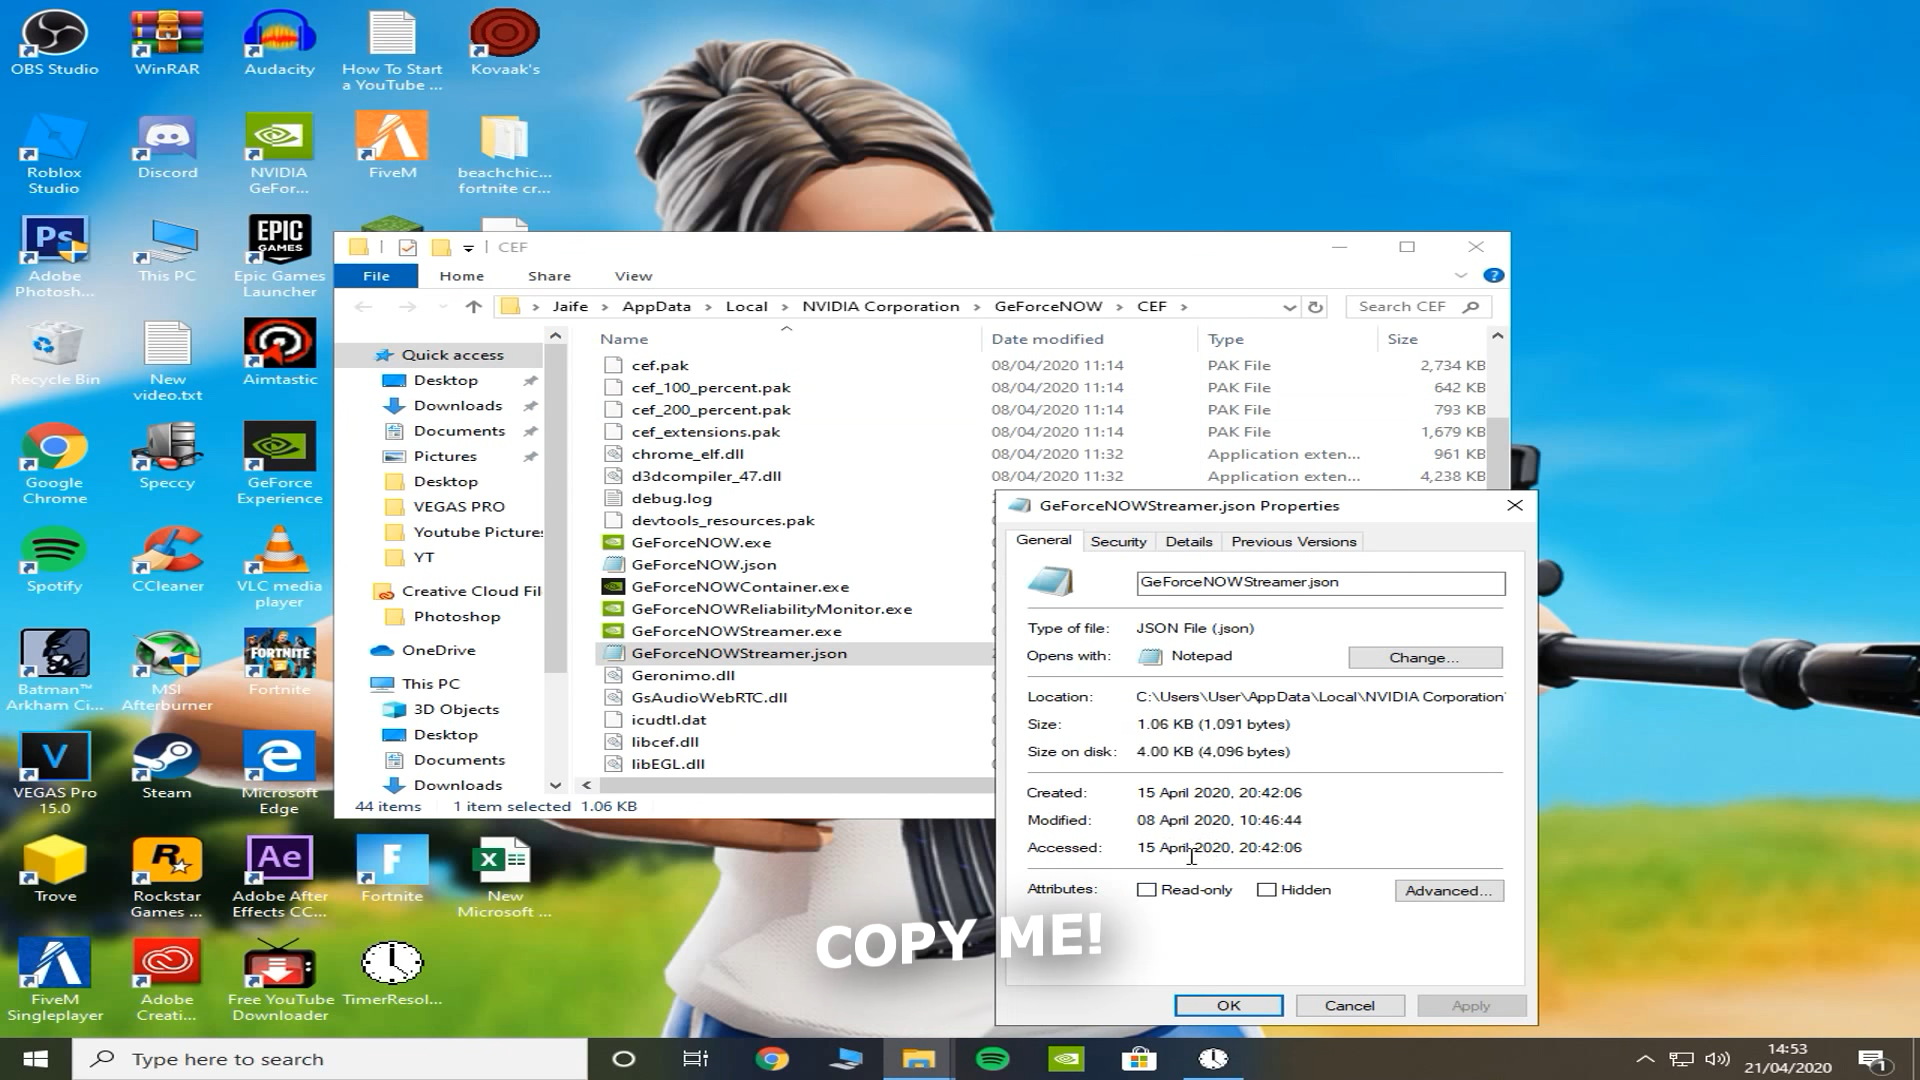 OBS Studio
WinRAR
Audacity
How To Start
a YouTube ...
Kovaak's
Roblox
Studio
Discord
NVIDIA
GeFor...
FiveM
beachchic...
fortnite cr...
Ps
Adobe
Photosh...
This PC
EPIC
GAMES
Epic Games
Launcher
Recycle Bin
New
video.txt
Aimtastic
Google
Chrome
Speccy
GeForce
Experience
Spotify
CCleaner
VLC media
player
Batman™
Arkham Ci...
MSI
Afterburner
FORTNITE
Fortnite
V
VEGAS Pro
15.0
Steam
Microsoft
Edge
Trove
R
Rockstar
Games ...
Ae
Adobe After
Effects CC...
F
Fortnite
X
New
Microsoft ...
FiveM
Singleplayer
Adobe
Creati...
Free YouTube
Downloader
TimerResol...
CEF
File
Home
Share
View
Jaife
AppData
Local
NVIDIA Corporation
GeForceNOW
CEF
Search CEF
Quick access
Desktop
Downloads
Documents
Pictures
Desktop
VEGAS PRO
Youtube Pictures
YT
Creative Cloud Fil
Photoshop
OneDrive
This PC
3D Objects
Desktop
Documents
Downloads
Name Date modified Type Size
cef.pak 08/04/2020 11:14 PAK File 2,734 KB
cef_100_percent.pak 08/04/2020 11:14 PAK File 642 KB
cef_200_percent.pak 08/04/2020 11:14 PAK File 793 KB
cef_extensions.pak 08/04/2020 11:14 PAK File 1,679 KB
chrome_elf.dll 08/04/2020 11:32 Application exten... 961 KB
d3dcompiler_47.dll 08/04/2020 11:32 Application exten... 4,238 KB
debug.log
devtools_resources.pak
GeForceNOW.exe
GeForceNOW.json
GeForceNOWContainer.exe
GeForceNOWReliabilityMonitor.exe
GeForceNOWStreamer.exe
GeForceNOWStreamer.json
Geronimo.dll
GsAudioWebRTC.dll
icudtl.dat
libcef.dll
libEGL.dll
44 items 1 item selected 1.06 KB
GeForceNOWStreamer.json Properties
General Security Details Previous Versions
GeForceNOWStreamer.json
Type of file: JSON File (.json)
Opens with: Notepad Change...
Location: C:\Users\User\AppData\Local\NVIDIA Corporation\
Size: 1.06 KB (1,091 bytes)
Size on disk: 4.00 KB (4,096 bytes)
Created: 15 April 2020, 20:42:06
Modified: 08 April 2020, 10:46:44
Accessed: 15 April 2020, 20:42:06
Attributes: Read-only Hidden Advanced...
COPY ME!
OK Cancel Apply
Type here to search
14:53
21/04/2020
1